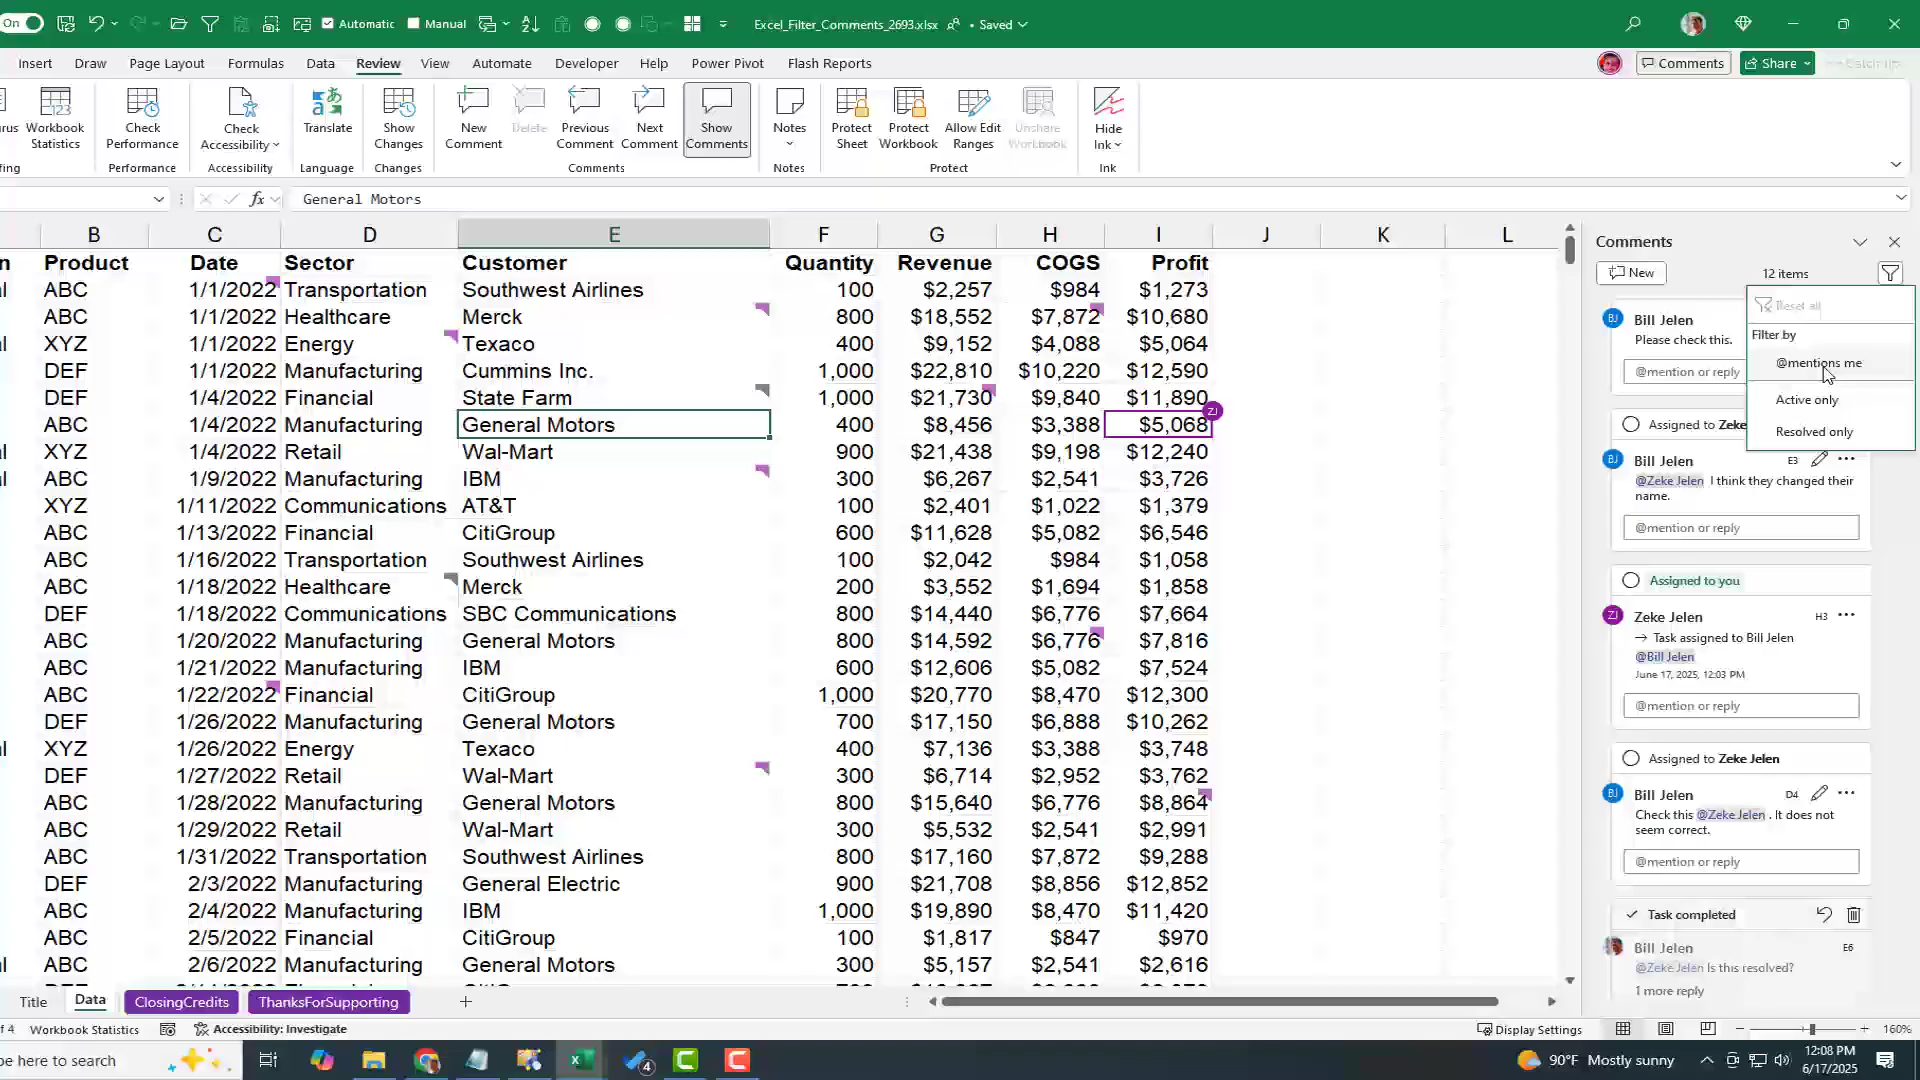 On Automatic Manual Excel_Filter_Comments_2693.xlsx • Saved
Insert Draw Page Layout Formulas Data Review View Automate Developer Help Power Pivot Flash Reports Comments Share
Workbook Statistics
Check Performance
Check Accessibility
Translate
Show Changes
New Comment
Delete
Previous Comment
Next Comment
Show Comments
Notes
Protect Sheet
Protect Workbook
Allow Edit Ranges
Unshare Workbook
Hide Ink
Performance Accessibility Language Changes Comments Notes Protect Ink
fx General Motors
B C D E F G H I J K L
Product Date Sector Customer Quantity Revenue COGS Profit
ABC 1/1/2022 Transportation Southwest Airlines 100 $2,257 $984 $1,273
ABC 1/1/2022 Healthcare Merck 800 $18,552 $7,872 $10,680
XYZ 1/1/2022 Energy Texaco 400 $9,152 $4,088 $5,064
DEF 1/1/2022 Manufacturing Cummins Inc. 1,000 $22,810 $10,220 $12,590
DEF 1/4/2022 Financial State Farm 1,000 $21,730 $9,840 $11,890
ABC 1/4/2022 Manufacturing General Motors 400 $8,456 $3,388 $5,068 ZJ
XYZ 1/4/2022 Retail Wal-Mart 900 $21,438 $9,198 $12,240
ABC 1/9/2022 Manufacturing IBM 300 $6,267 $2,541 $3,726
XYZ 1/11/2022 Communications AT&T 100 $2,401 $1,022 $1,379
ABC 1/13/2022 Financial CitiGroup 600 $11,628 $5,082 $6,546
ABC 1/16/2022 Transportation Southwest Airlines 100 $2,042 $984 $1,058
ABC 1/18/2022 Healthcare Merck 200 $3,552 $1,694 $1,858
DEF 1/18/2022 Communications SBC Communications 800 $14,440 $6,776 $7,664
ABC 1/20/2022 Manufacturing General Motors 800 $14,592 $6,776 $7,816
ABC 1/21/2022 Manufacturing IBM 600 $12,606 $5,082 $7,524
ABC 1/22/2022 Financial CitiGroup 1,000 $20,770 $8,470 $12,300
DEF 1/26/2022 Manufacturing General Motors 700 $17,150 $6,888 $10,262
XYZ 1/26/2022 Energy Texaco 400 $7,136 $3,388 $3,748
DEF 1/27/2022 Retail Wal-Mart 300 $6,714 $2,952 $3,762
ABC 1/28/2022 Manufacturing General Motors 800 $15,640 $6,776 $8,864
ABC 1/29/2022 Retail Wal-Mart 300 $5,532 $2,541 $2,991
ABC 1/31/2022 Transportation Southwest Airlines 800 $17,160 $7,872 $9,288
DEF 2/3/2022 Manufacturing General Electric 900 $21,708 $8,856 $12,852
ABC 2/4/2022 Manufacturing IBM 1,000 $19,890 $8,470 $11,420
ABC 2/5/2022 Financial CitiGroup 100 $1,817 $847 $970
ABC 2/6/2022 Manufacturing General Motors 300 $5,157 $2,541 $2,616
Comments
New 12 items
Reset all
Filter by
@mentions me
Active only
Resolved only
BJ Bill Jelen
Please check this.
@mention or reply
Assigned to Zeke
BJ Bill Jelen E3
@Zeke Jelen I think they changed their
name.
@mention or reply
Assigned to you
ZJ Zeke Jelen H3
→ Task assigned to Bill Jelen
@Bill Jelen
June 17, 2025, 12:03 PM
@mention or reply
Assigned to Zeke Jelen
BJ Bill Jelen D4
Check this @Zeke Jelen . It does not
seem correct.
@mention or reply
Task completed
Bill Jelen E6
@Zeke Jelen Is this resolved?
1 more reply
Title Data ClosingCredits ThanksForSupporting
of 4 Workbook Statistics Accessibility: Investigate Display Settings 160%
pe here to search 4 90°F Mostly sunny 12:08 PM
6/17/2025